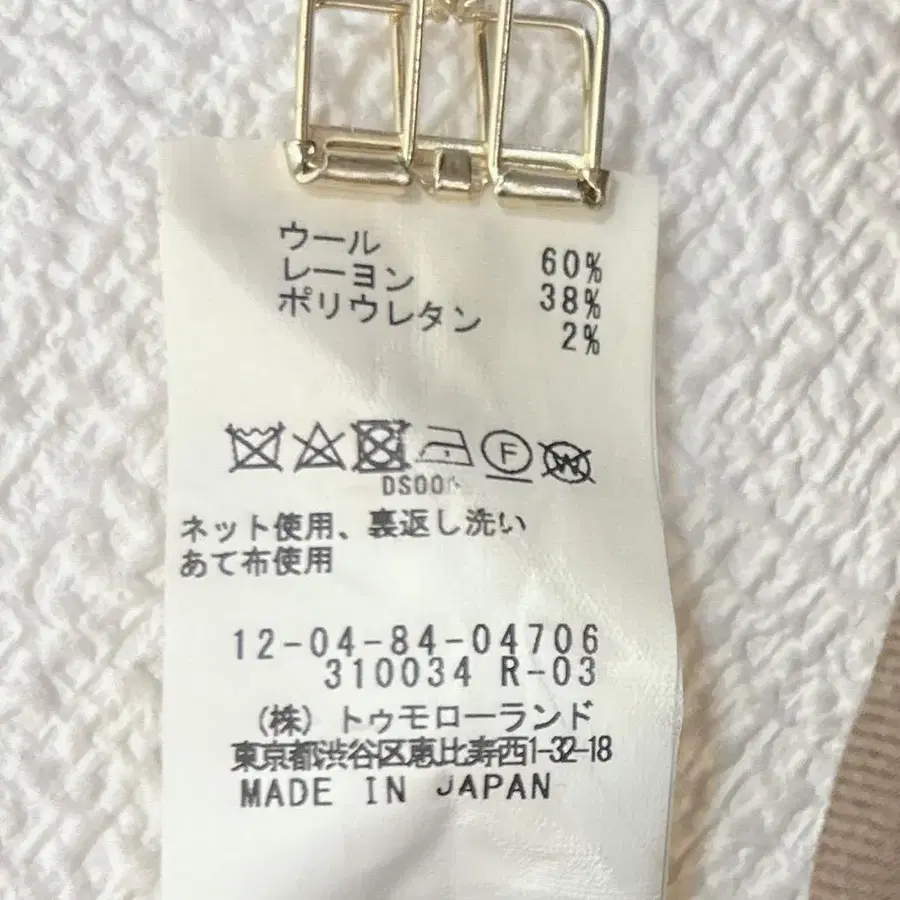 ウール 60%
レーヨン 38%
ポリウレタン 2%
F
W
DS00
ネット使用、裏返し洗い
あて布使用
12-04-84-04706
310034 R-03
(株) トゥモローランド
東京都渋谷区恵比寿西1-32-18
MADE IN JAPAN